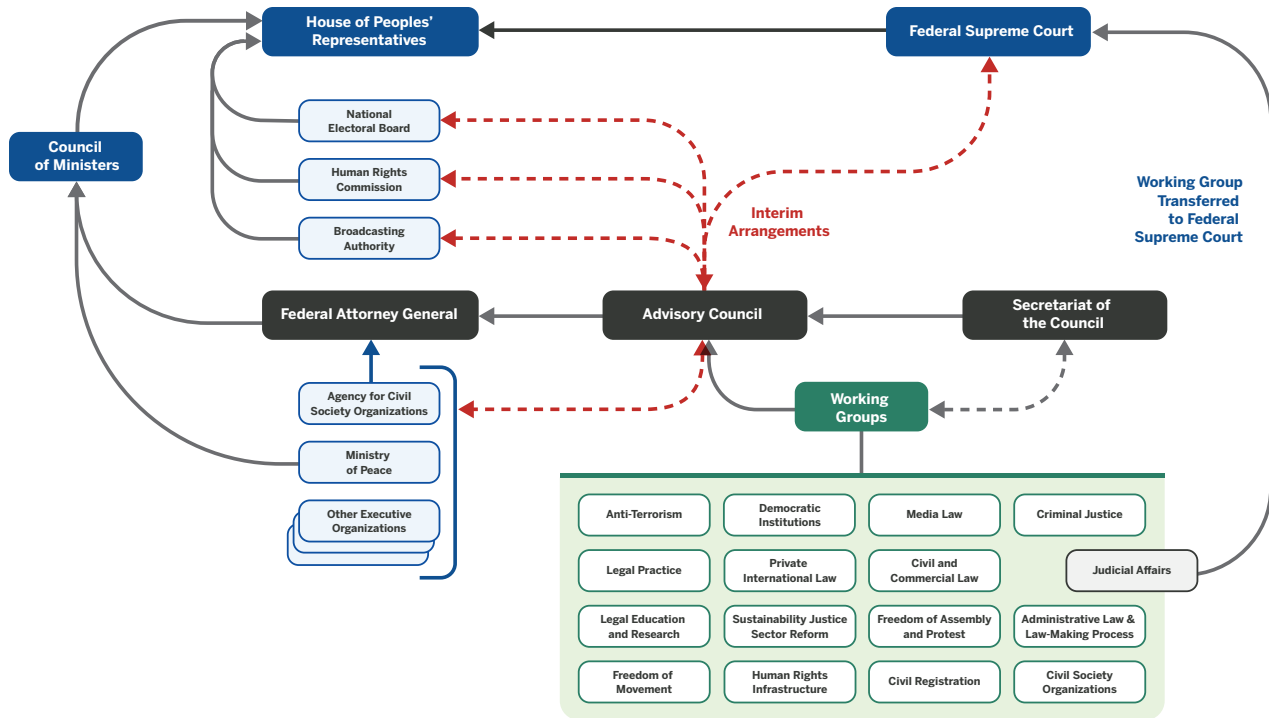 House of Peoples'
Representatives
Federal Supreme Court
National
Electoral Board
Council
of Ministers
Human Rights
Commission
Working Group
Transferred
to Federal
Supreme Court
Interim
Arrangements
Broadcasting
Authority
Federal Attorney General
Advisory Council
Secretariat of
the Council
Agency for Civil
Society Organizations
Working
Groups
Ministry
of Peace
Other Executive
Organizations
Anti-Terrorism
Democratic
Institutions
Media Law
Criminal Justice
Legal Practice
Private
International Law
Civil and
Commercial Law
Judicial Affairs
Legal Education
and Research
Sustainability Justice
Sector Reform
Freedom of Assembly
and Protest
Administrative Law &
Law-Making Process
Freedom of
Movement
Human Rights
Infrastructure
Civil Registration
Civil Society
Organizations